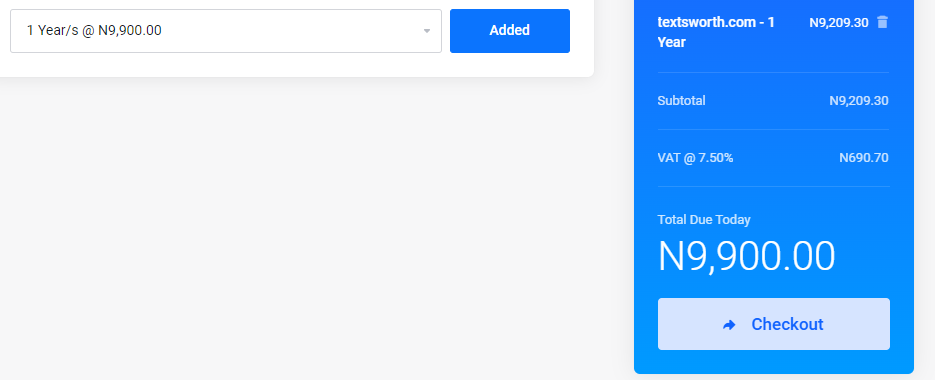 1 Year/s @ N9,900.00
Added
textsworth.com - 1 N9,209.30
Year
Subtotal N9,209.30
VAT @ 7.50% N690.70
Total Due Today
N9,900.00
Checkout